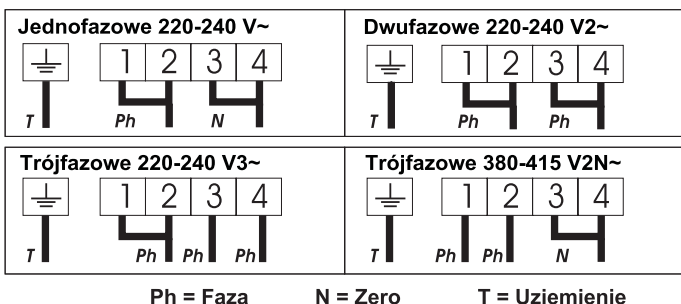 Jednofazowe 220-240 V~
1 2 3 4
T Ph N
Dwufazowe 220-240 V2~
1 2 3 4
T Ph Ph
Trójfazowe 220-240 V3~
1 2 3 4
T Ph Ph Ph
Trójfazowe 380-415 V2N~
1 2 3 4
T Ph Ph N
Ph = Faza N = Zero T = Uziemienie